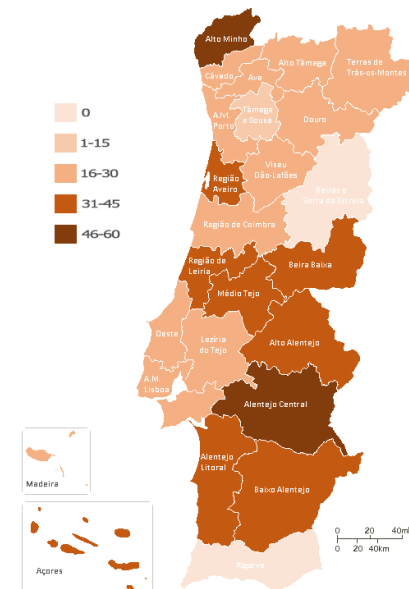 Alto Minho
Alto Tâmega
Terras de
Trás-os-Montes
Cávado
Ave
0
1-15
16-30
31-45
46-60
A.M.
Porto
Tâmega
e Sousa
Douro
Viseu
Dão-Lafões
Região
Aveiro
Beiras e
Serra da Estrela
Região de Coimbra
Região de
Leiria
Beira Baixa
Médio Tejo
Oeste
Lezíria
do Tejo
Alto Alentejo
A.M.
Lisboa
Alentejo Central
Alentejo
Litoral
Baixo Alentejo
Madeira
Açores
Algarve
0 20 40mi
0 20 40km